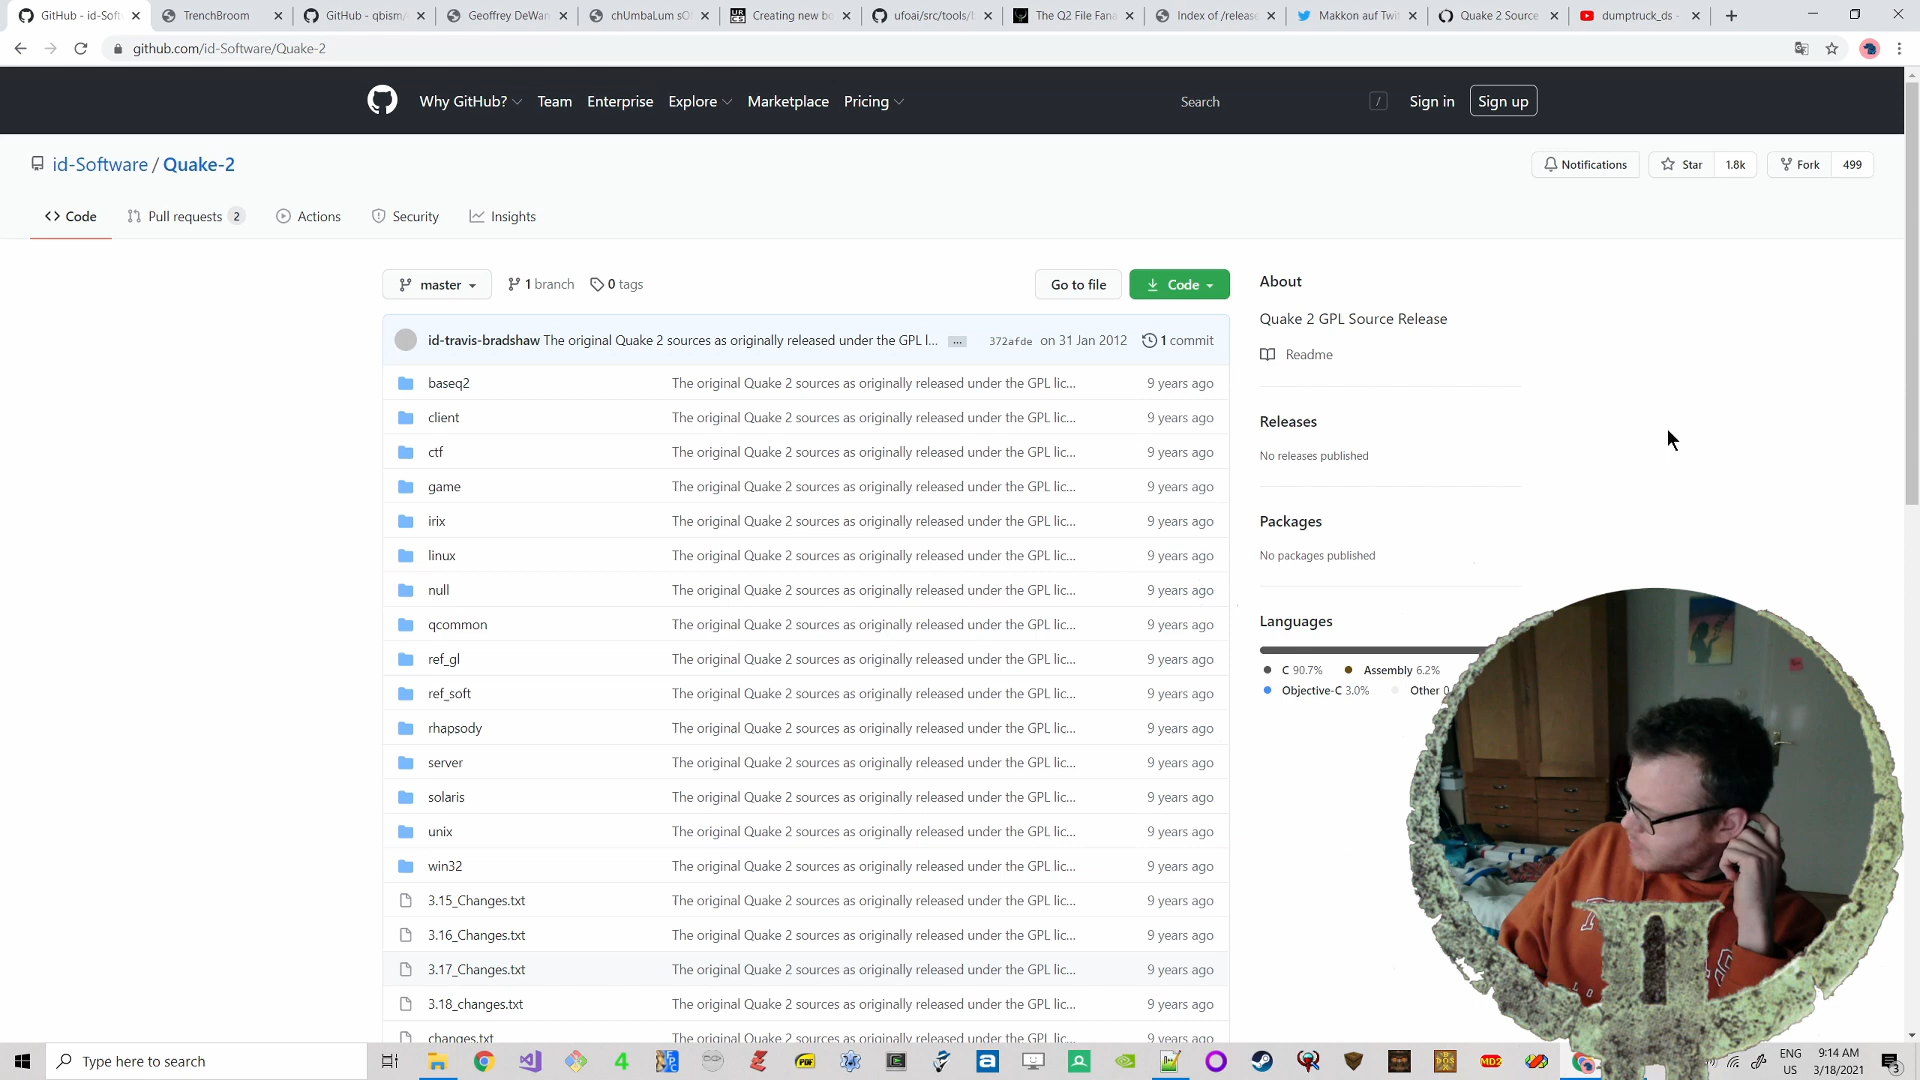 GitHub - id-Soft
TrenchBroom
GitHub - qbism/
Geoffrey DeWan
chUmbaLum sO
Creating new bo
ufoai/src/tools/
The Q2 File Fana
Index of /release
Makkon auf Twi
Quake 2 Source
dumptruck_ds -
github.com/id-Software/Quake-2
Why GitHub?
Team
Enterprise
Explore
Marketplace
Pricing
Search
/
Sign in
Sign up
id-Software / Quake-2
Notifications
Star 1.8k
Fork 499
Code
Pull requests 2
Actions
Security
Insights
master
1 branch
0 tags
Go to file
Code
id-travis-bradshaw The original Quake 2 sources as originally released under the GPL l... ... 372afde on 31 Jan 2012 1 commit
baseq2 The original Quake 2 sources as originally released under the GPL lic... 9 years ago
client The original Quake 2 sources as originally released under the GPL lic... 9 years ago
ctf The original Quake 2 sources as originally released under the GPL lic... 9 years ago
game The original Quake 2 sources as originally released under the GPL lic... 9 years ago
irix The original Quake 2 sources as originally released under the GPL lic... 9 years ago
linux The original Quake 2 sources as originally released under the GPL lic... 9 years ago
null The original Quake 2 sources as originally released under the GPL lic... 9 years ago
qcommon The original Quake 2 sources as originally released under the GPL lic... 9 years ago
ref_gl The original Quake 2 sources as originally released under the GPL lic... 9 years ago
ref_soft The original Quake 2 sources as originally released under the GPL lic... 9 years ago
rhapsody The original Quake 2 sources as originally released under the GPL lic... 9 years ago
server The original Quake 2 sources as originally released under the GPL lic... 9 years ago
solaris The original Quake 2 sources as originally released under the GPL lic... 9 years ago
unix The original Quake 2 sources as originally released under the GPL lic... 9 years ago
win32 The original Quake 2 sources as originally released under the GPL lic... 9 years ago
3.15_Changes.txt The original Quake 2 sources as originally released under the GPL lic... 9 years ago
3.16_Changes.txt The original Quake 2 sources as originally released under the GPL lic... 9 years ago
3.17_Changes.txt The original Quake 2 sources as originally released under the GPL lic... 9 years ago
3.18_changes.txt The original Quake 2 sources as originally released under the GPL lic... 9 years ago
changes.txt The original Quake 2 sources as originally released under the GPL lic... 9 years ago
About
Quake 2 GPL Source Release
Readme
Releases
No releases published
Packages
No packages published
Languages
C 90.7% Assembly 6.2%
Objective-C 3.0% Other 0
Type here to search
4
PDF
MD2
ENG
US
9:14 AM
3/18/2021
3